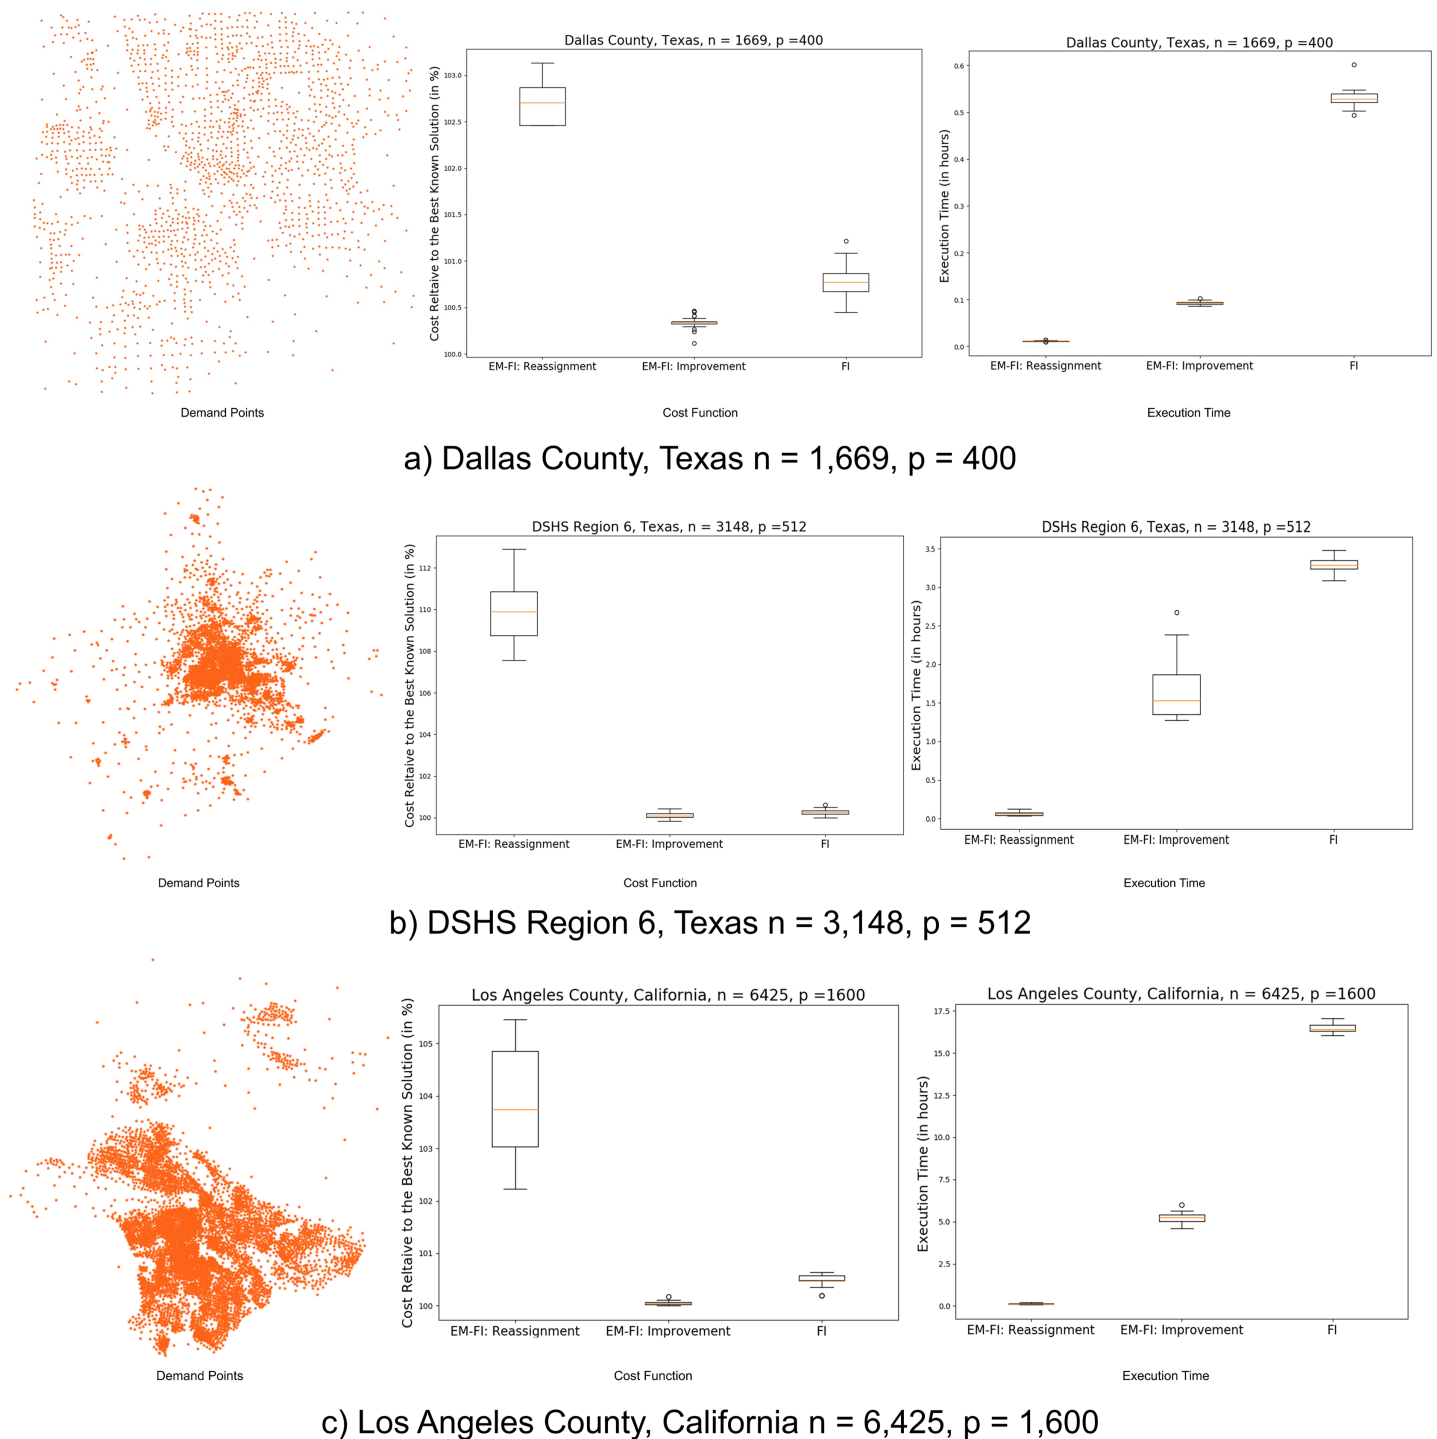 Dallas County, Texas, n = 1669, p =400
Cost Reltaive to the Best Known Solution (in %)
103.0
102.5
102.0
101.5
101.0
100.5
100.0
EM-FI: Reassignment EM-FI: Improvement FI
Dallas County, Texas, n = 1669, p =400
Execution Time (in hours)
0.6
0.5
0.4
0.3
0.2
0.1
0.0
EM-FI: Reassignment EM-FI: Improvement FI
Demand Points Cost Function Execution Time
a) Dallas County, Texas n = 1,669, p = 400
DSHS Region 6, Texas, n = 3148, p =512
Cost Reltaive to the Best Known Solution (in %)
112
110
108
106
104
102
100
EM-FI: Reassignment EM-FI: Improvement FI
DSHs Region 6, Texas, n = 3148, p =512
Execution Time (in hours)
3.5
3.0
2.5
2.0
1.5
1.0
0.5
0.0
EM-FI: Reassignment EM-FI: Improvement FI
Demand Points Cost Function Execution Time
b) DSHS Region 6, Texas n = 3,148, p = 512
Los Angeles County, California, n = 6425, p =1600
Cost Reltaive to the Best Known Solution (in %)
105
104
103
102
101
100
EM-FI: Reassignment EM-FI: Improvement FI
Los Angeles County, California, n = 6425, p =1600
Execution Time (in hours)
17.5
15.0
12.5
10.0
7.5
5.0
2.5
0.0
EM-FI: Reassignment EM-FI: Improvement FI
Demand Points Cost Function Execution Time
c) Los Angeles County, California n = 6,425, p = 1,600